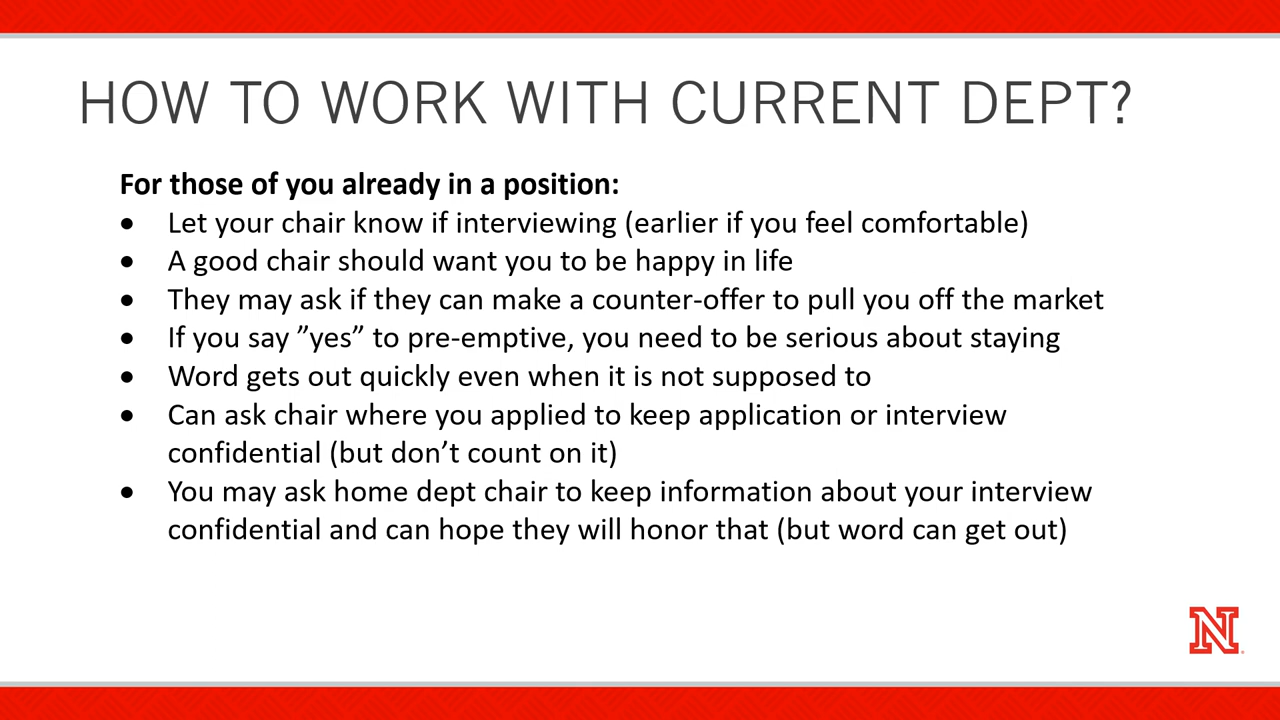 HOW TO WORK WITH CURRENT DEPT?
For those of you already in a position:
• Let your chair know if interviewing (earlier if you feel comfortable)
• A good chair should want you to be happy in life
• They may ask if they can make a counter-offer to pull you off the market
• If you say ”yes” to pre-emptive, you need to be serious about staying
• Word gets out quickly even when it is not supposed to
• Can ask chair where you applied to keep application or interview
confidential (but don’t count on it)
• You may ask home dept chair to keep information about your interview
confidential and can hope they will honor that (but word can get out)
N